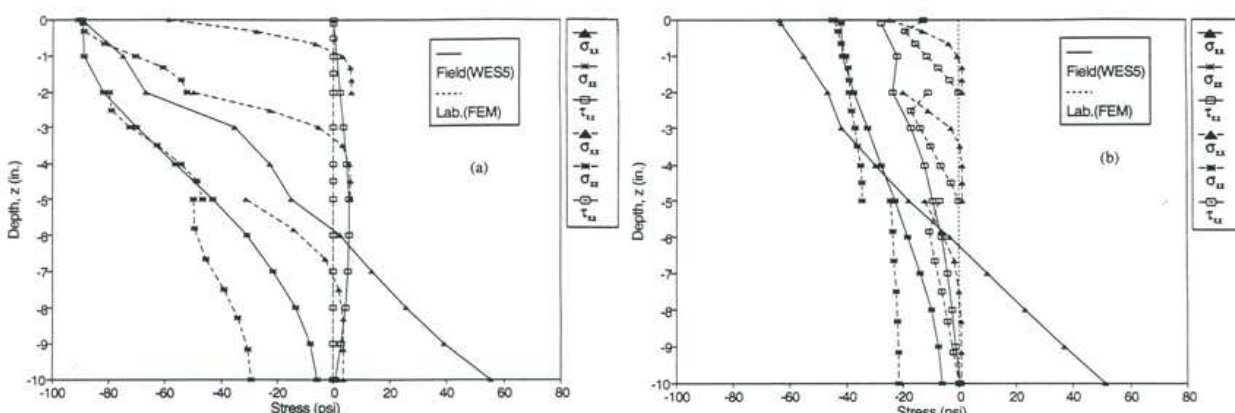 0
-1
-2
-3
-4
-5
-6
-7
-8
-9
-10
Depth, z (in.)
-100 -80 -60 -40 -20 0 20 40 60 80
Stress (psi)
Field(WES5)
Lab.(FEM)
(a)
σxx
σzz
τxz
σxx
σzz
τxz
0
-1
-2
-3
-4
-5
-6
-7
-8
-9
-10
Depth, z (in.)
-100 -80 -60 -40 -20 0 20 40 60 80
Stress (psi)
Field(WES5)
Lab.(FEM)
(b)
σxx
σzz
τxz
σxx
σzz
τxz